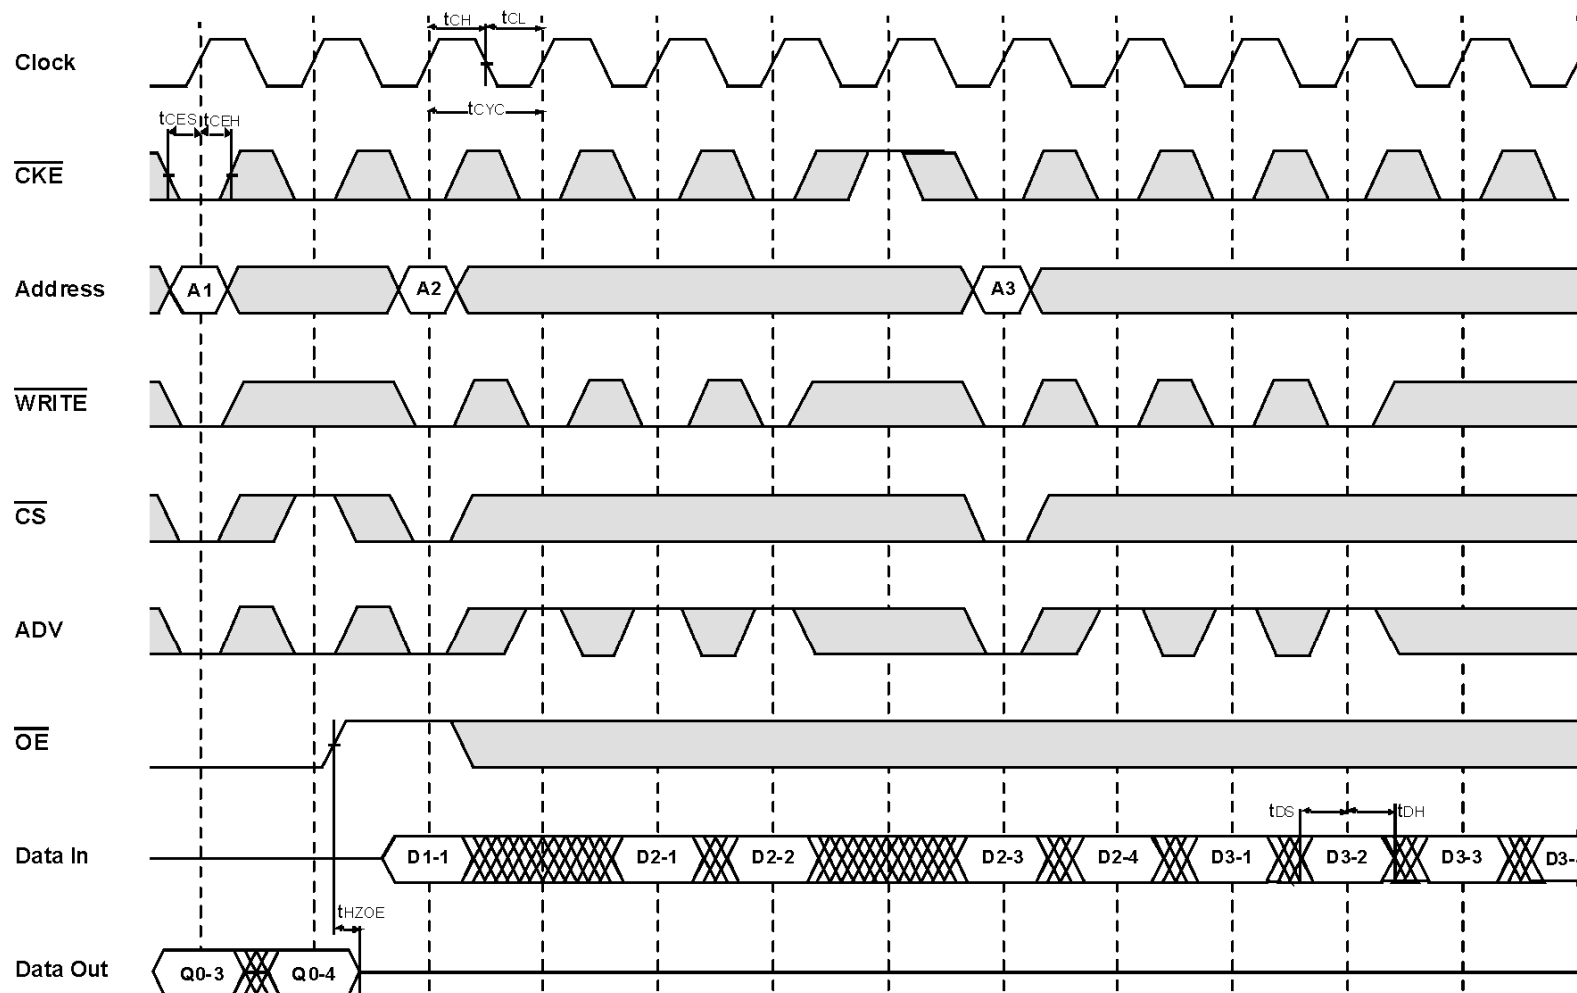 tCH tCL
Clock
tCYC
tCES tCEH
CKE
Address A1 A2 A3
WRITE
CS
ADV
OE
tDS tDH
Data In D1-1 D2-1 D2-2 D2-3 D2-4 D3-1 D3-2 D3-3 D3-
tHZOE
Data Out Q0-3 Q0-4